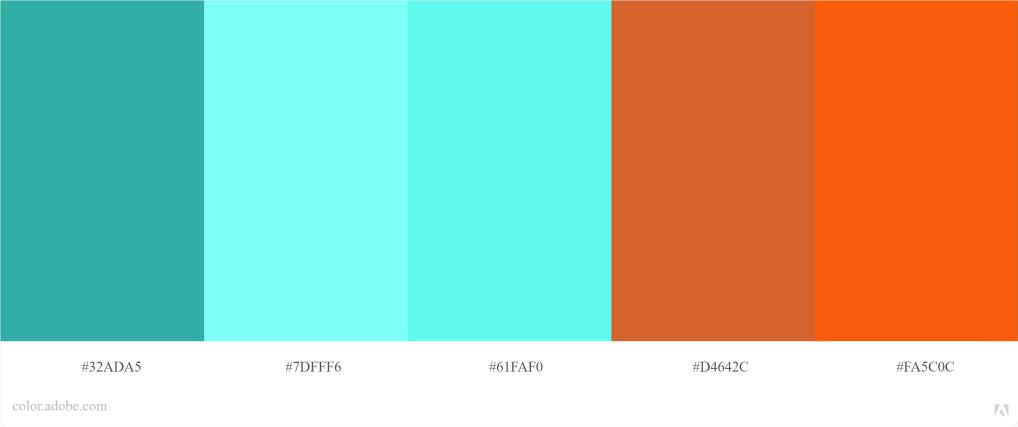 #32ADA5 #7DFFF6 #61FAF0 #D4642C #FA5C0C
color.adobe.com